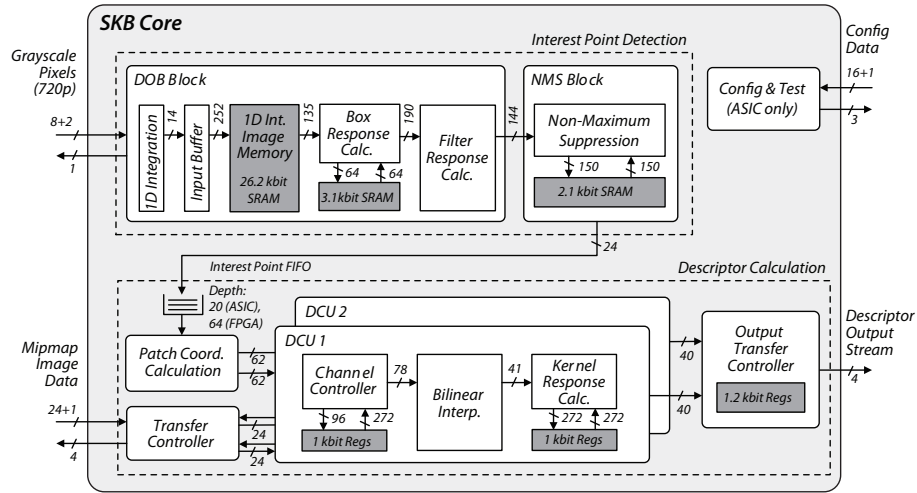 SKB Core
Interest Point Detection
Config
Data
Grayscale
Pixels
(720p)
DOB Block
NMS Block
Config & Test
(ASIC only)
16+1
3
8+2
1
1D Integration
14
Input Buffer
252
1D Int.
Image
Memory
26.2 kbit
SRAM
135
Box
Response
Calc.
64
64
3.1kbit SRAM
190
Filter
Response
Calc.
144
Non-Maximum
Suppression
150
150
2.1 kbit SRAM
24
Interest Point FIFO
Descriptor Calculation
Depth:
20 (ASIC),
64 (FPGA)
DCU 2
DCU 1
Mipmap
Image
Data
Patch Coord.
Calculation
62
62
24+1
4
Transfer
Controller
24
24
Channel
Controller
96
272
1 kbit Regs
78
Bilinear
Interp.
41
Kernel
Response
Calc.
272
272
1 kbit Regs
40
40
Output
Transfer
Controller
1.2 kbit Regs
Descriptor
Output
Stream
4